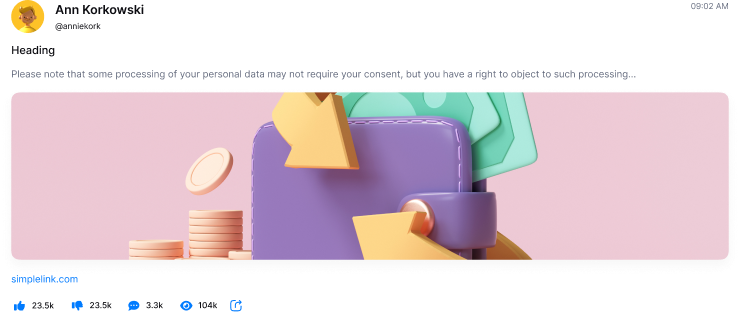 Ann Korkowski
09:02 AM
@anniekork
Heading
Please note that some processing of your personal data may not require your consent, but you have a right to object to such processing...
simplelink.com
23.5k 23.5k 3.3k 104k